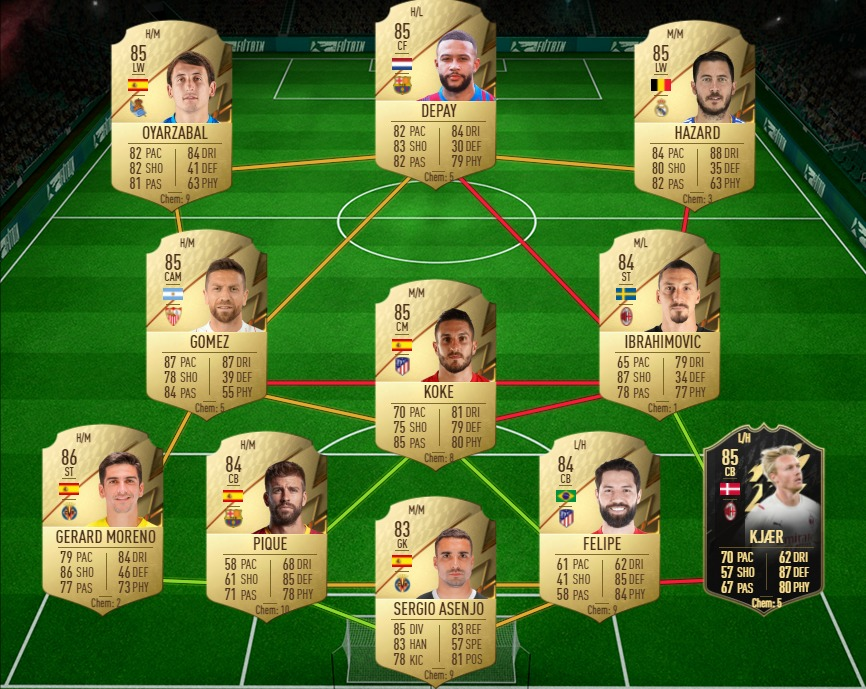 FUTBIN
FUTBIN
H/M
85
LW
OYARZABAL
82 PAC 84 DRI
82 SHO 41 DEF
81 PAS 63 PHY
Chem: 9
H/L
85
CF
DEPAY
82 PAC 84 DRI
83 SHO 30 DEF
82 PAS 79 PHY
Chem: 5
M/M
85
LW
HAZARD
84 PAC 88 DRI
80 SHO 35 DEF
82 PAS 63 PHY
Chem: 3
H/M
85
CAM
GOMEZ
87 PAC 87 DRI
78 SHO 39 DEF
84 PAS 55 PHY
Chem: 5
M/M
85
CM
KOKE
70 PAC 81 DRI
75 SHO 79 DEF
85 PAS 80 PHY
Chem: 8
M/L
84
ST
IBRAHIMOVIC
65 PAC 79 DRI
87 SHO 34 DEF
78 PAS 77 PHY
Chem: 1
H/M
86
ST
GERARD MORENO
79 PAC 84 DRI
86 SHO 46 DEF
77 PAS 73 PHY
Chem: 7
H/M
84
CB
PIQUE
58 PAC 68 DRI
61 SHO 85 DEF
71 PAS 78 PHY
Chem: 10
M/M
83
GK
SERGIO ASENJO
85 DIV 83 REF
83 HAN 57 SPE
78 KIC 81 POS
Chem: 9
L/H
84
CB
FELIPE
61 PAC 62 DRI
41 SHO 85 DEF
58 PAS 84 PHY
Chem: 9
L/H
85
CB
KJÆR
70 PAC 62 DRI
57 SHO 87 DEF
67 PAS 80 PHY
Chem: 5